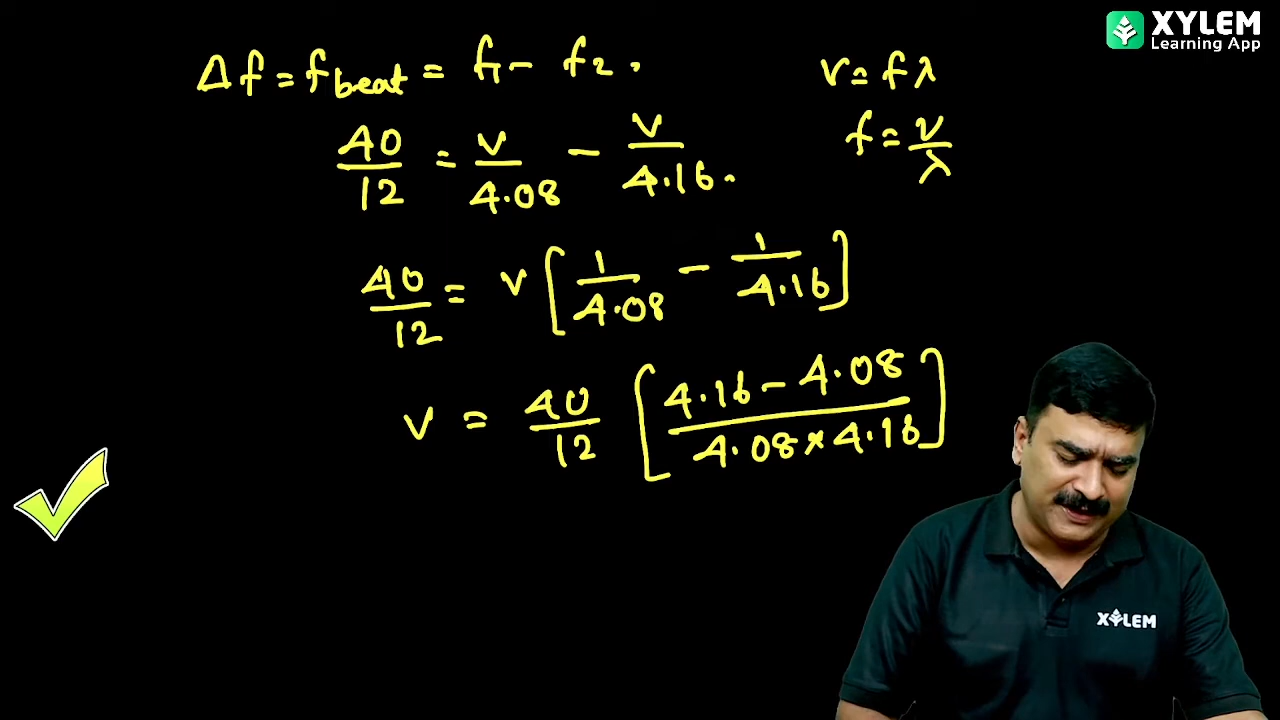 XYLEM
Learning App
Δf = f beat = f1 - f2.
v = fλ
f = v/λ
40/12 = v/4.08 - v/4.16.
40/12 = v [1/4.08 - 1/4.16]
v = 40/12 [4.16 - 4.08 / 4.08 × 4.16]
XYLEM